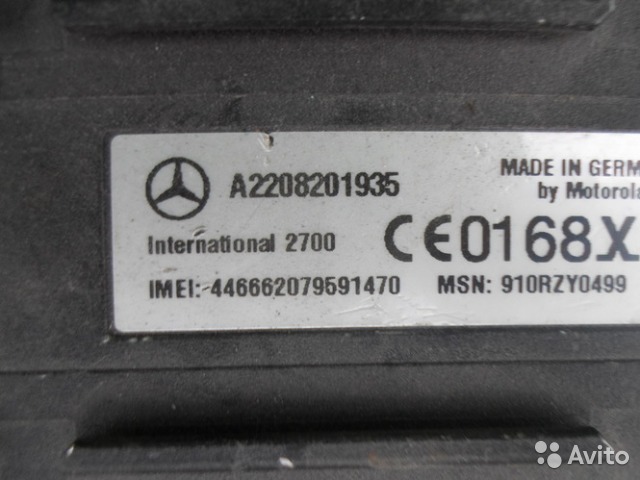 A2208201935
MADE IN GERM
by Motorola
International 2700
CE0168X
IMEI: 446662079591470
MSN: 910RZY0499
Avito